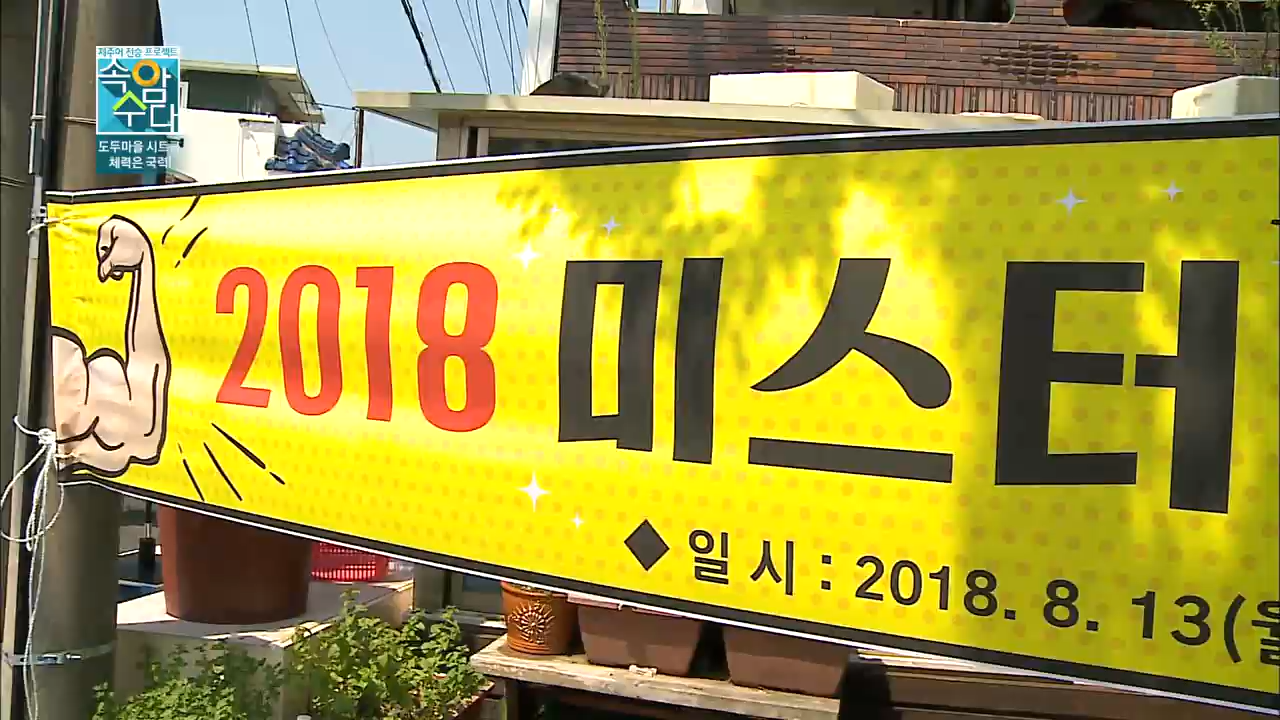 제주어 전승 프로젝트
속암
수다
도두마을 시트콤
체력은 국력!
2018 미스터
◆일 시 : 2018. 8. 13(월